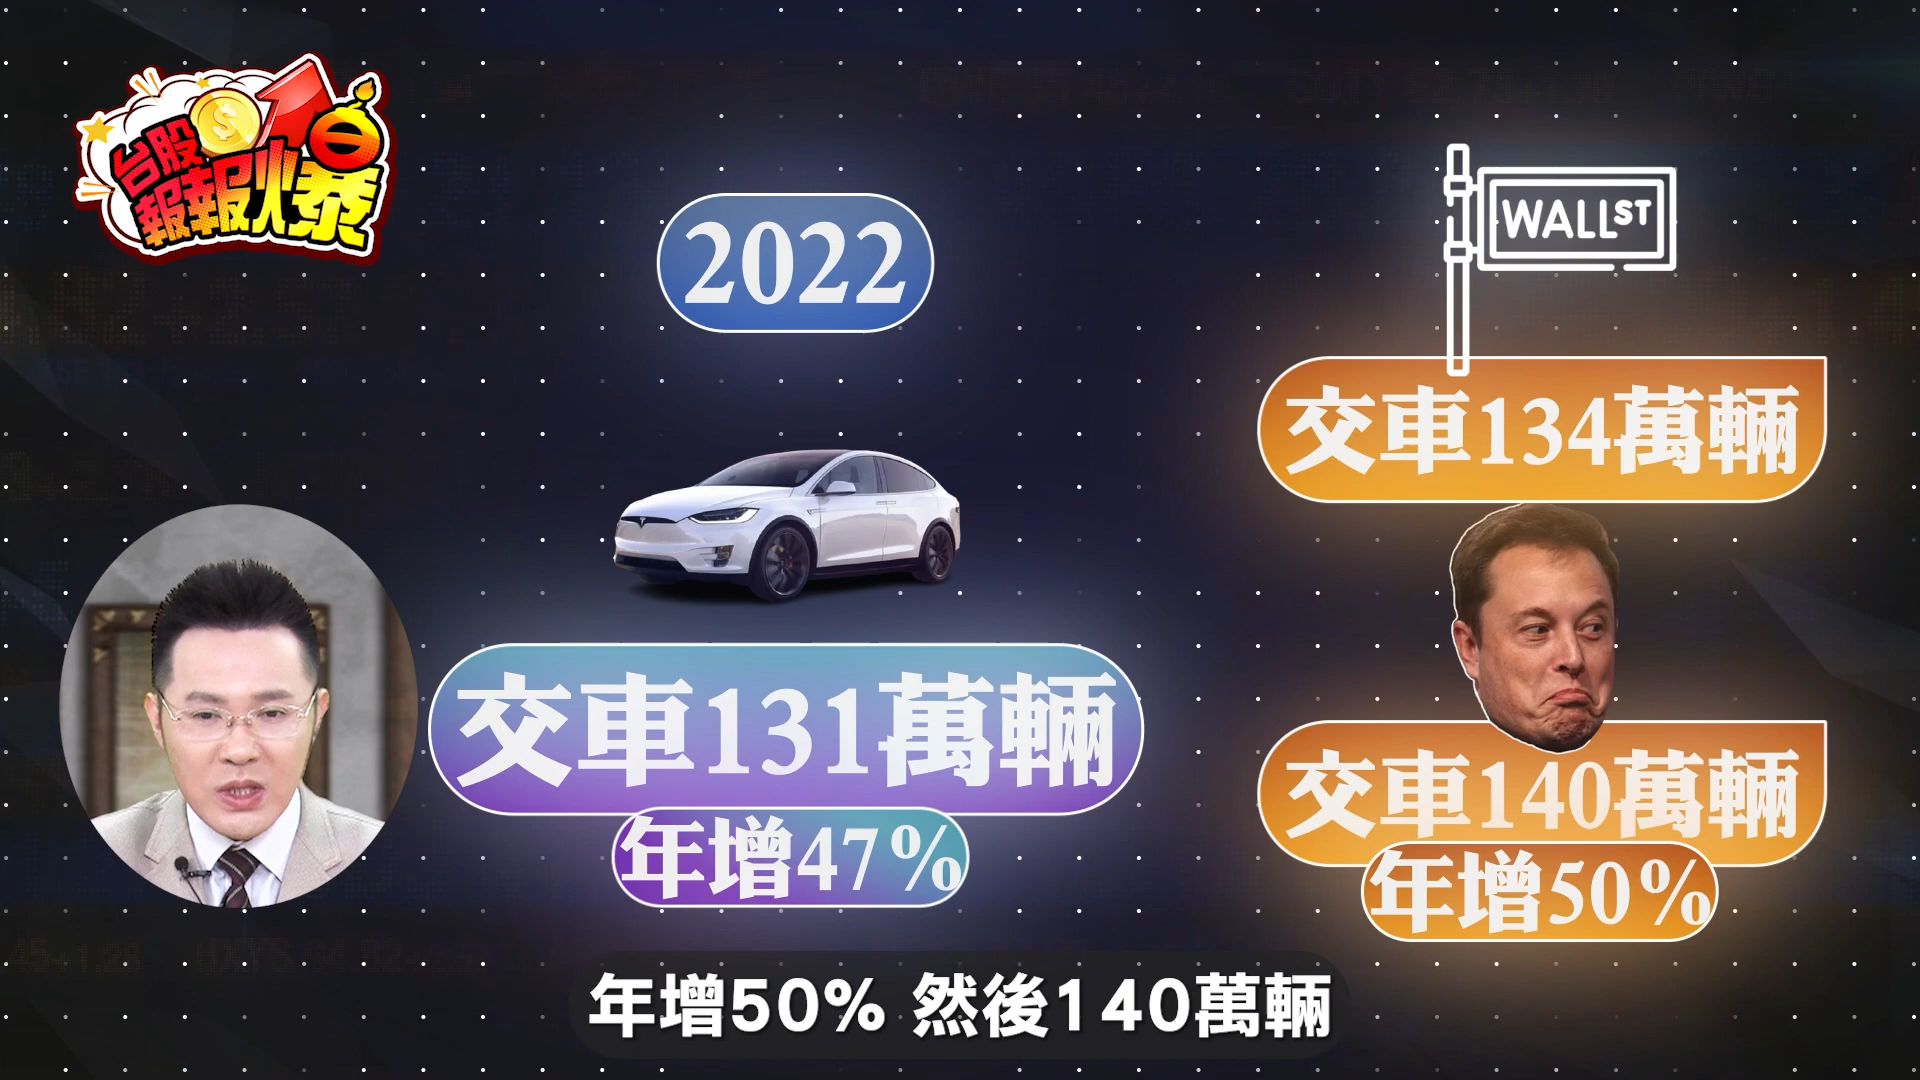 台股
報報爆
2022
WALL ST
交車134萬輛
交車131萬輛
年增47%
交車140萬輛
年增50%
年增50% 然後140萬輛